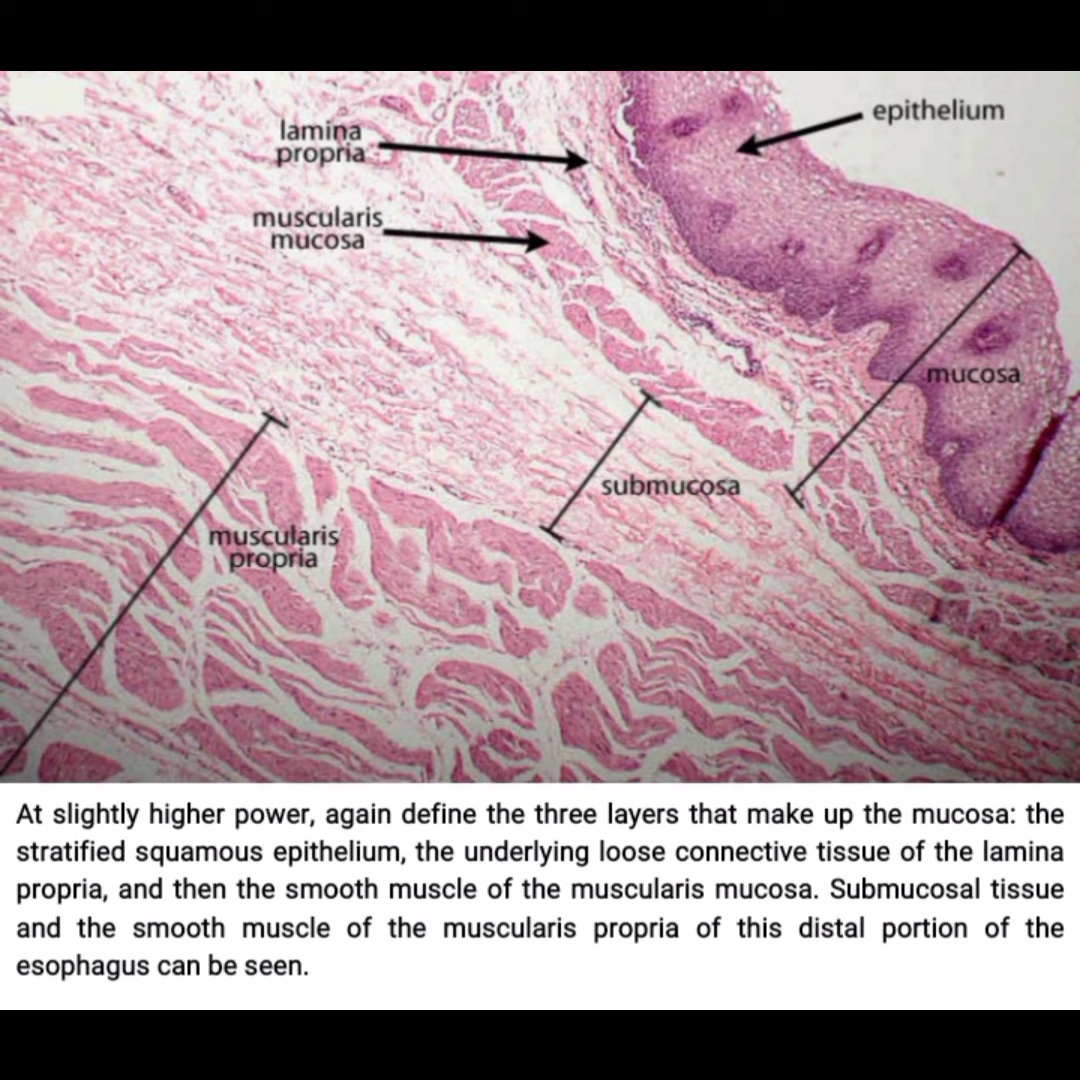 epithelium
lamina
propria
muscularis
mucosa
mucosa
submucosa
muscularis
propria
At slightly higher power, again define the three layers that make up the mucosa: the
stratified squamous epithelium, the underlying loose connective tissue of the lamina
propria, and then the smooth muscle of the muscularis mucosa. Submucosal tissue
and the smooth muscle of the muscularis propria of this distal portion of the
esophagus can be seen.